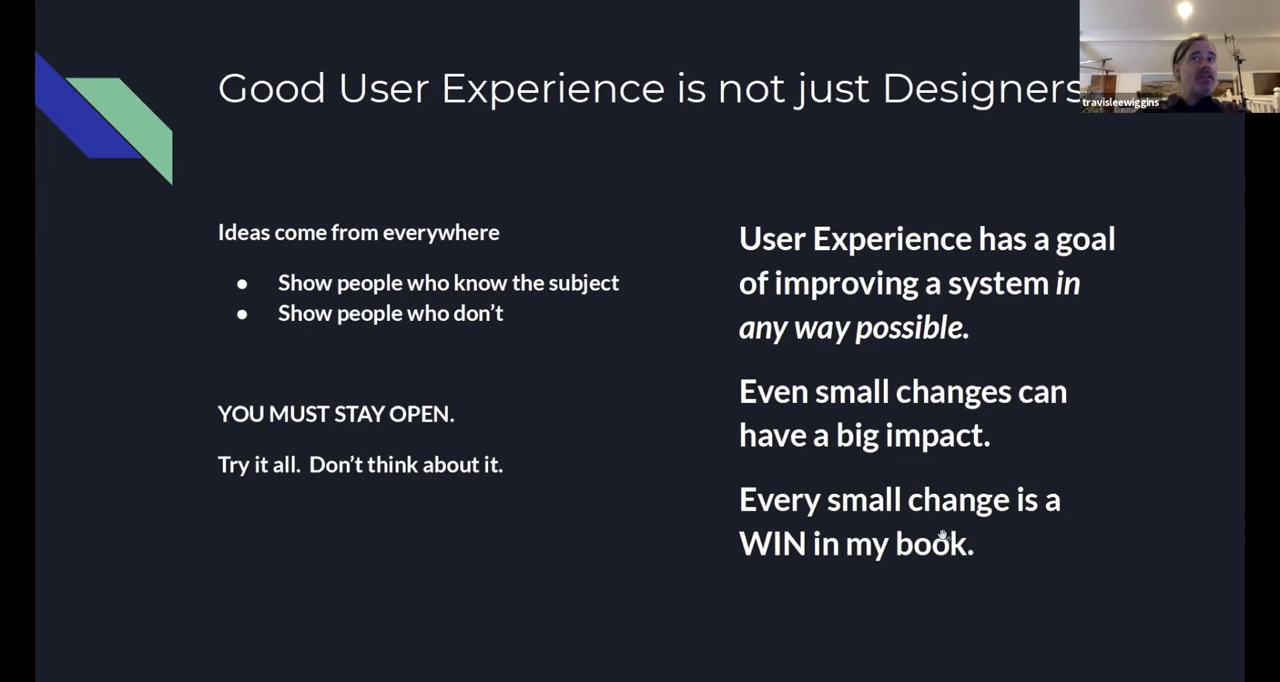 Good User Experience is not just Designers
travisleewiggins
Ideas come from everywhere
● Show people who know the subject
● Show people who don’t
YOU MUST STAY OPEN.
Try it all.  Don’t think about it.
User Experience has a goal
of improving a system in
any way possible.
Even small changes can
have a big impact.
Every small change is a
WIN in my book.